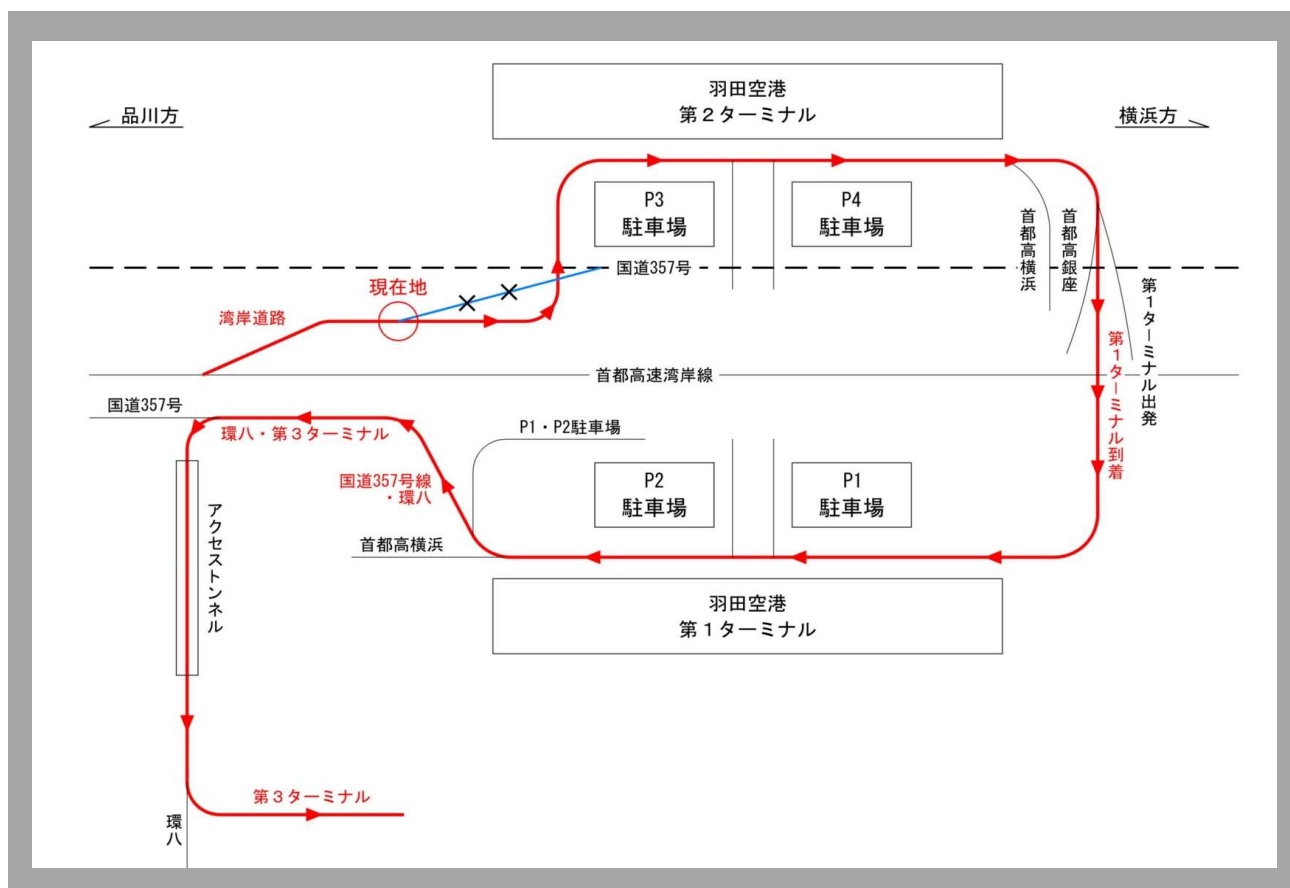 品川方
羽田空港
第２ターミナル
横浜方
P3
駐車場
P4
駐車場
首都高横浜
首都高銀座
国道357号
現在地
湾岸道路
第１ターミナル出発
第１ターミナル到着
首都高速湾岸線
国道357号
環八・第３ターミナル
P1・P2駐車場
国道357号線
・環八
P2
駐車場
P1
駐車場
アクセストンネル
首都高横浜
羽田空港
第１ターミナル
第３ターミナル
環八